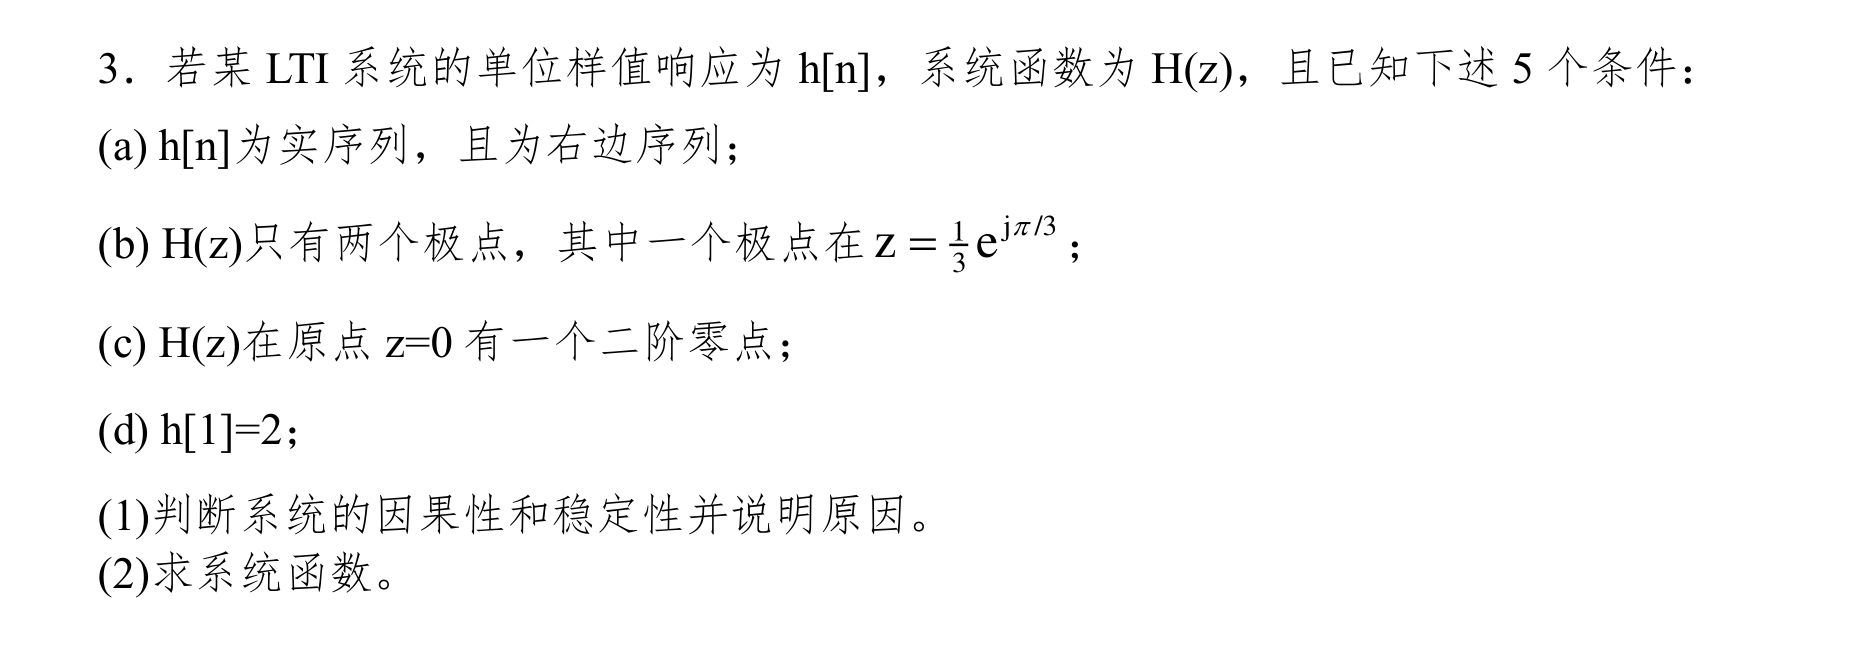 3．若某 LTI 系统的单位样值响应为 h[n]，系统函数为 H(z)，且已知下述 5 个条件：
(a) h[n]为实序列，且为右边序列；
(b) H(z)只有两个极点，其中一个极点在 z = 1/3 e^{jπ/3}；
(c) H(z)在原点 z=0 有一个二阶零点；
(d) h[1]=2；
(1)判断系统的因果性和稳定性并说明原因。
(2)求系统函数。